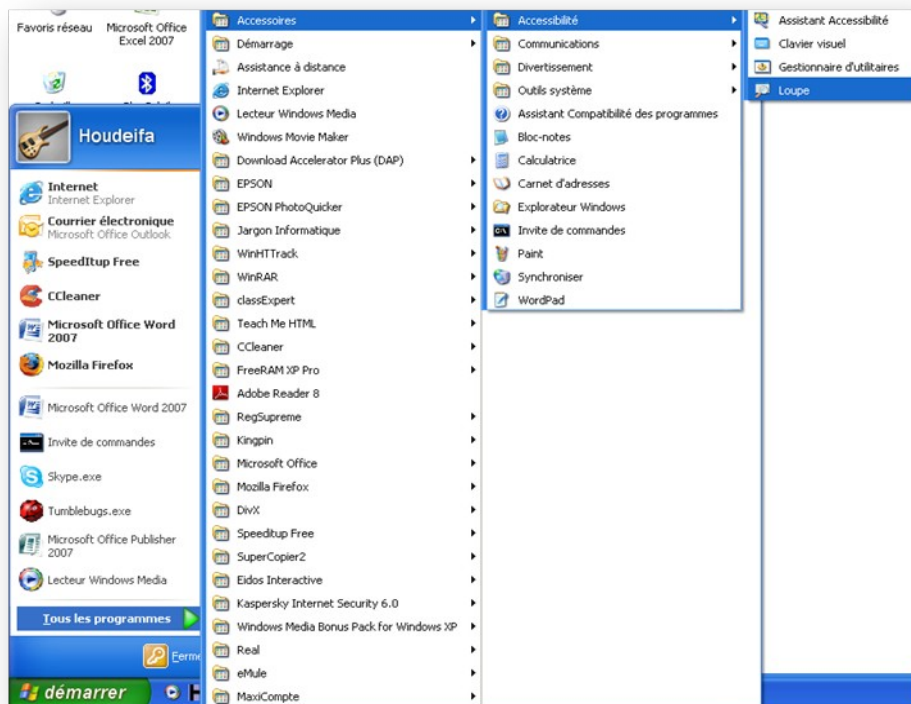 Favoris réseau
Microsoft Office
Excel 2007
Houdeifa
Internet
Internet Explorer
Courrier électronique
Microsoft Office Outlook
SpeedItup Free
CCleaner
Microsoft Office Word
2007
Mozilla Firefox
Microsoft Office Word 2007
Invite de commandes
Skype.exe
Tumblebugs.exe
Microsoft Office Publisher
2007
Lecteur Windows Media
Tous les programmes
Ferme
démarrer
Accessoires
Démarrage
Assistance à distance
Internet Explorer
Lecteur Windows Media
Windows Movie Maker
Download Accelerator Plus (DAP)
EPSON
EPSON PhotoQuicker
Jargon Informatique
WinHTTrack
WinRAR
classExpert
Teach Me HTML
CCleaner
FreeRAM XP Pro
Adobe Reader 8
RegSupreme
Kingpin
Microsoft Office
Mozilla Firefox
DivX
Speeditup Free
SuperCopier2
Eidos Interactive
Kaspersky Internet Security 6.0
Windows Media Bonus Pack for Windows XP
Real
eMule
MaxiCompte
Accessibilité
Communications
Divertissement
Outils système
Assistant Compatibilité des programmes
Bloc-notes
Calculatrice
Carnet d'adresses
Explorateur Windows
Invite de commandes
Paint
Synchroniser
WordPad
Assistant Accessibilité
Clavier visuel
Gestionnaire d'utilitaires
Loupe